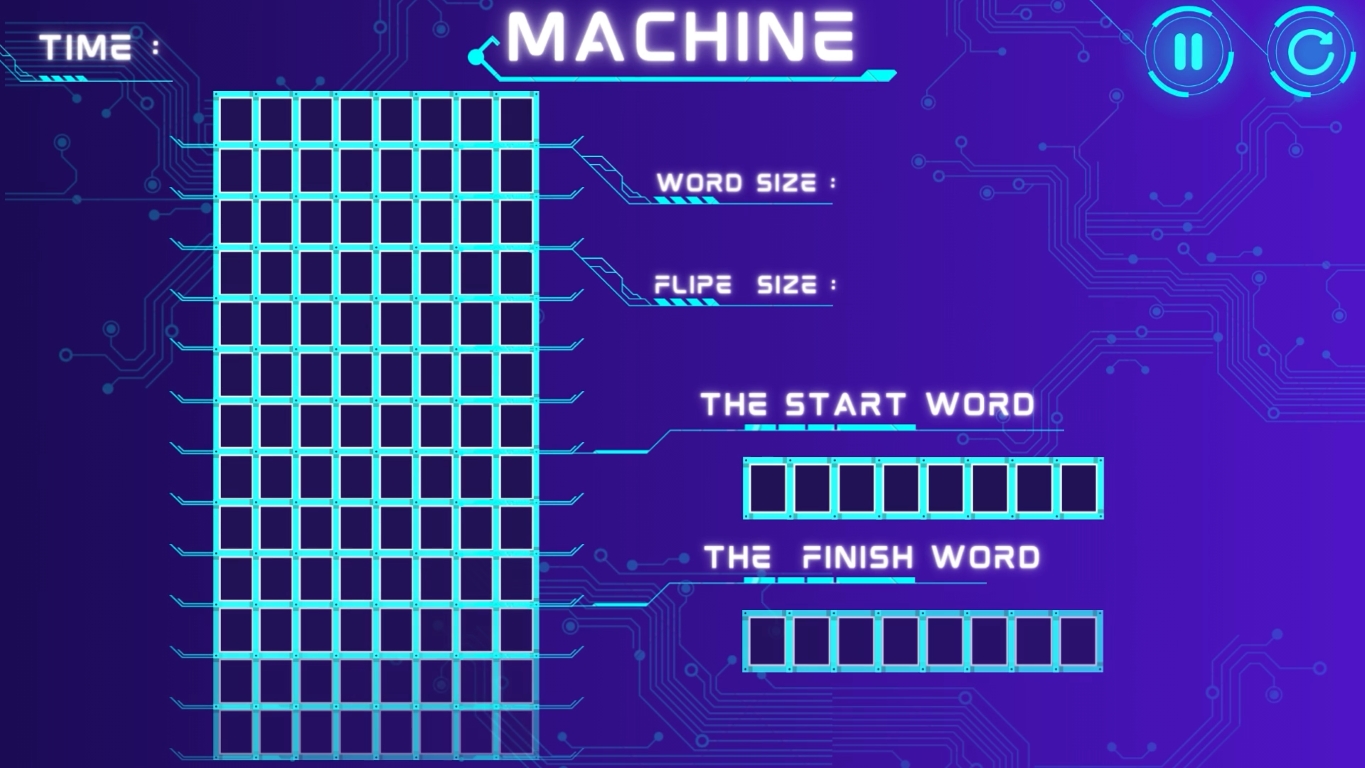 MACHINE
TIME :
WORD SIZE :
FLIPE SIZE :
THE START WORD
THE FINISH WORD